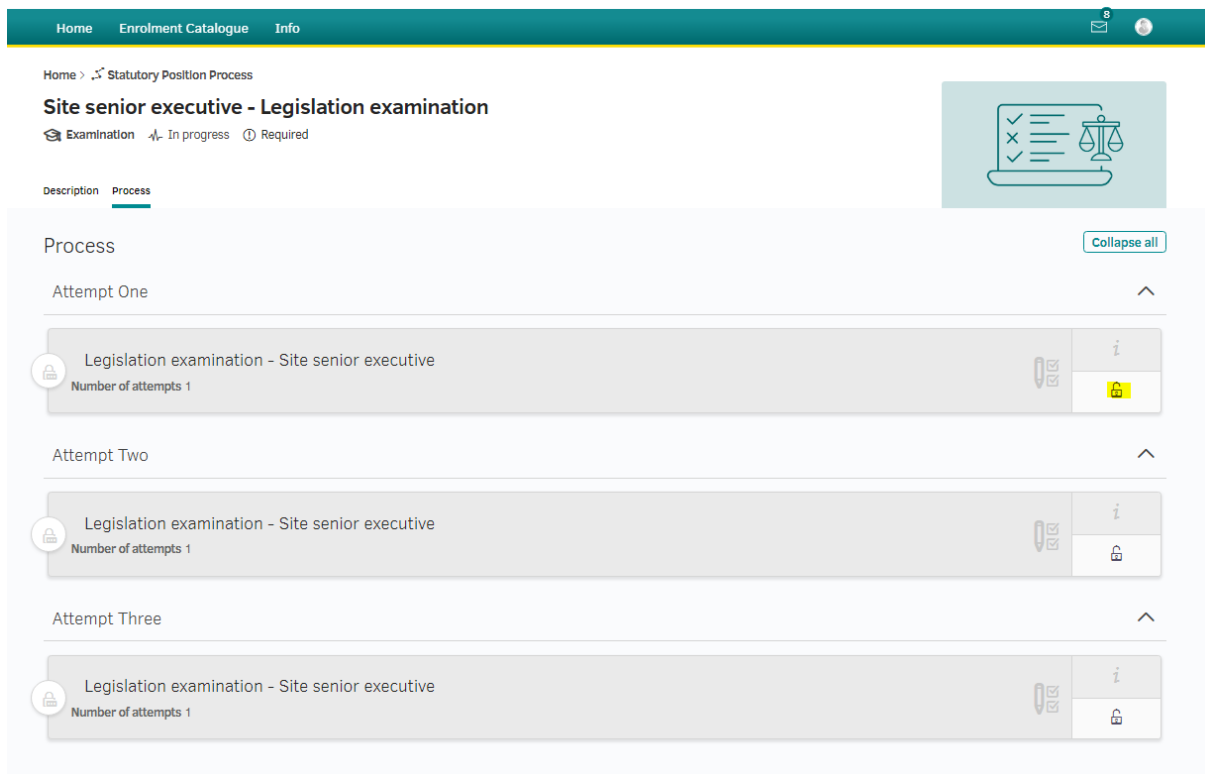 Home Enrolment Catalogue Info 8
Home > Statutory Position Process
Site senior executive - Legislation examination
Examination In progress Required
Description Process
Process Collapse all
Attempt One
Legislation examination - Site senior executive
Number of attempts 1
Attempt Two
Legislation examination - Site senior executive
Number of attempts 1
Attempt Three
Legislation examination - Site senior executive
Number of attempts 1